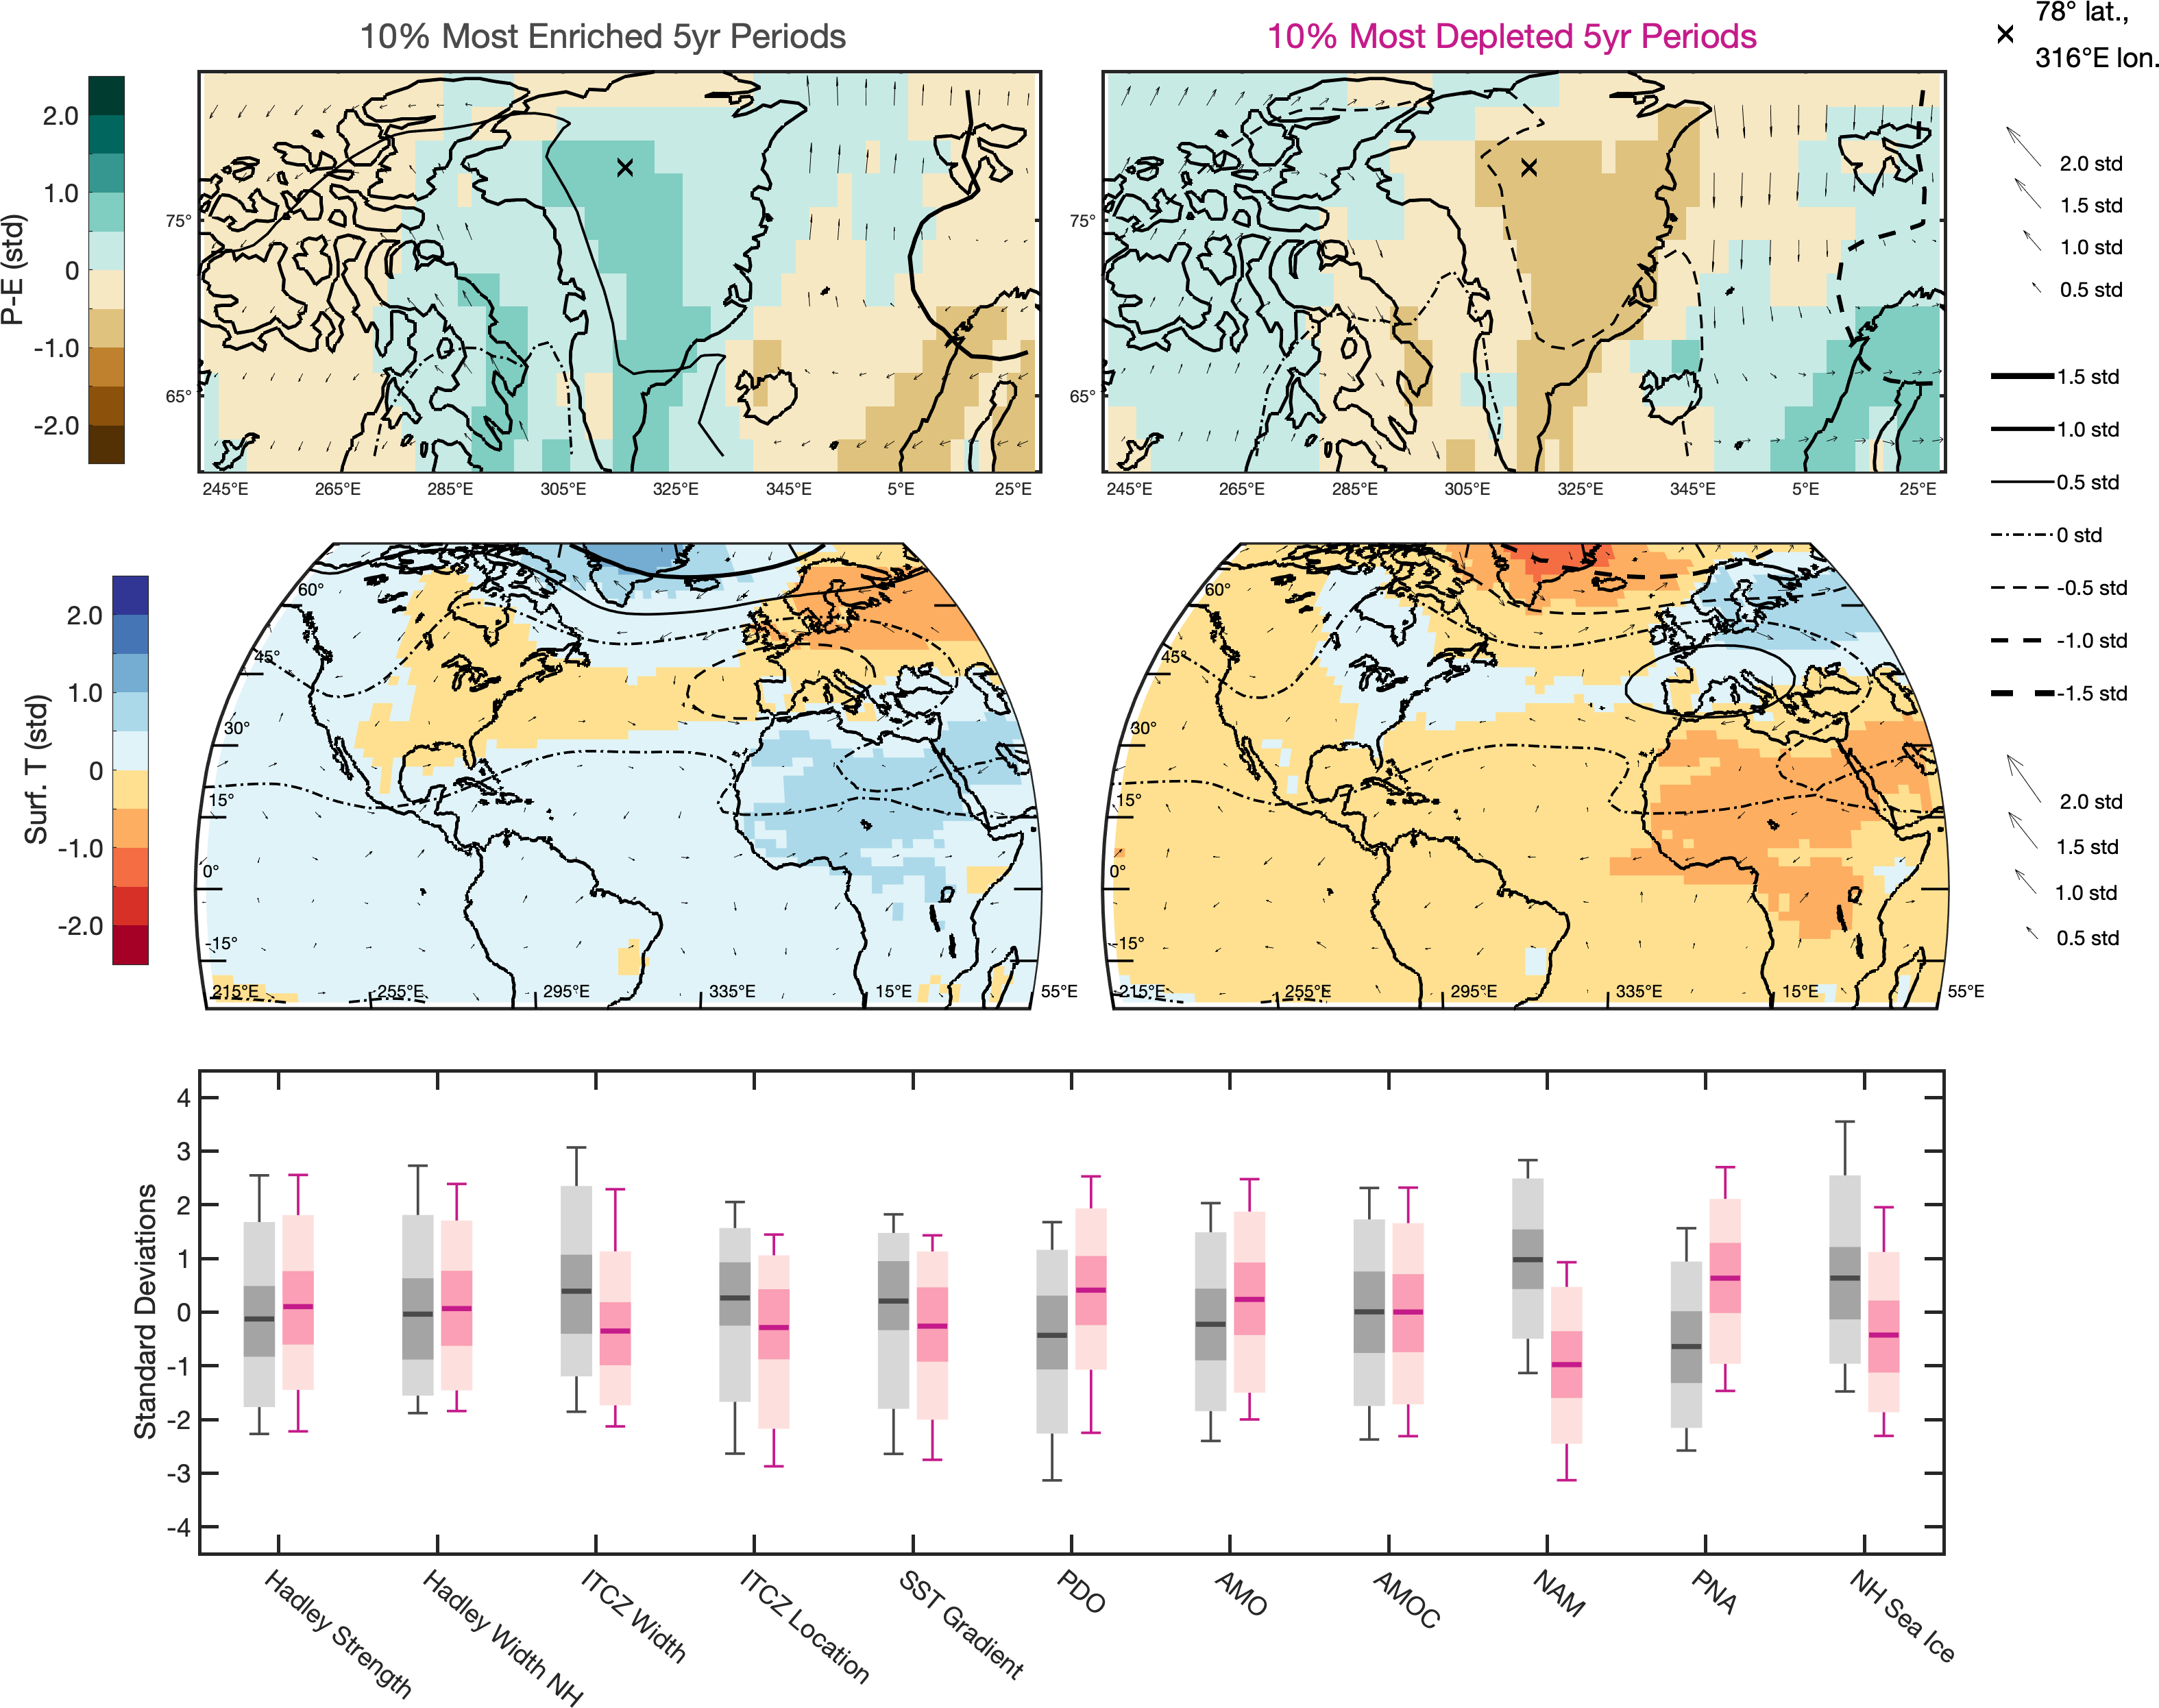 10% Most Enriched 5yr Periods
10% Most Depleted 5yr Periods
78° lat.,
316°E lon.
P-E (std)
2.0
1.0
0
-1.0
-2.0
75°
65°
245°E 265°E 285°E 305°E 325°E 345°E 5°E 25°E
75°
65°
245°E 265°E 285°E 305°E 325°E 345°E 5°E 25°E
2.0 std
1.5 std
1.0 std
0.5 std
1.5 std
1.0 std
0.5 std
0 std
-0.5 std
-1.0 std
-1.5 std
Surf. T (std)
2.0
1.0
0
-1.0
-2.0
60°
45°
30°
15°
0°
-15°
215°E 255°E 295°E 335°E 15°E 55°E
60°
45°
30°
15°
0°
-15°
215°E 255°E 295°E 335°E 15°E 55°E
2.0 std
1.5 std
1.0 std
0.5 std
Standard Deviations
4
3
2
1
0
-1
-2
-3
-4
Hadley Strength
Hadley Width NH
ITCZ Width
ITCZ Location
SST Gradient
PDO
AMO
AMOC
NAM
PNA
NH Sea Ice